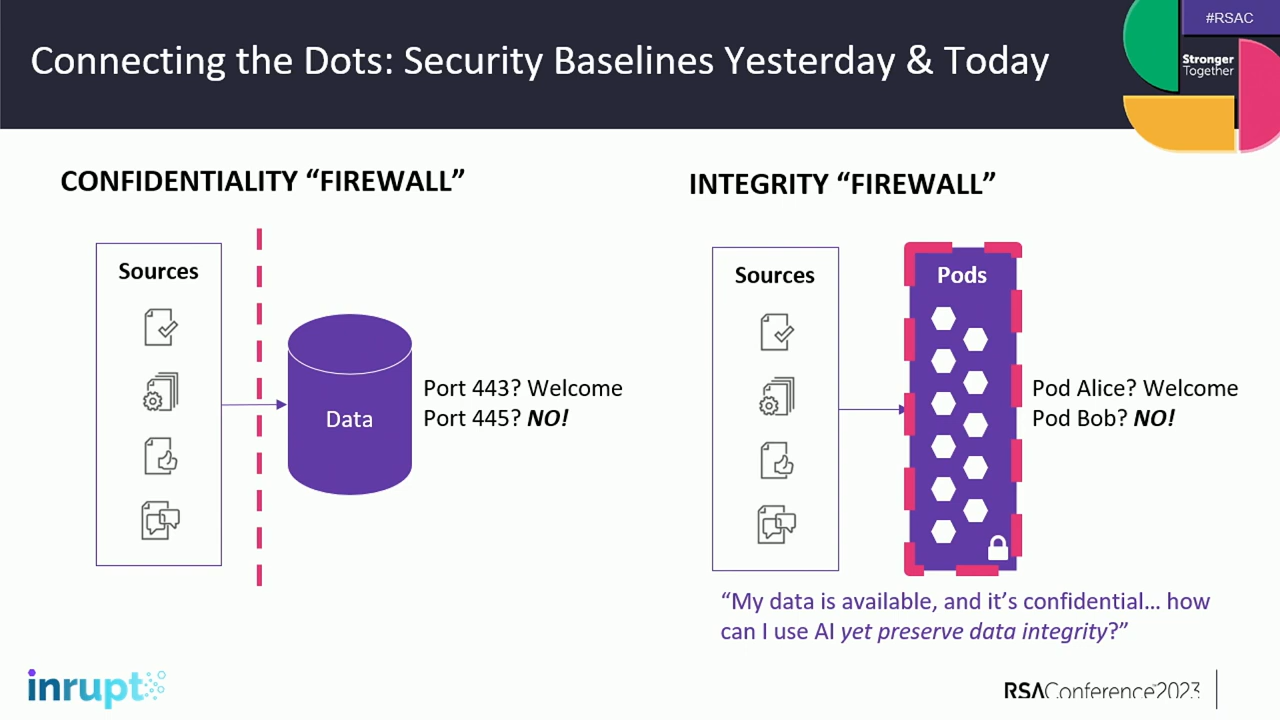 Connecting the Dots: Security Baselines Yesterday & Today
#RSAC
Stronger
Together
CONFIDENTIALITY “FIREWALL”
Sources
Data
Port 443? Welcome
Port 445? NO!
INTEGRITY “FIREWALL”
Sources
Pods
Pod Alice? Welcome
Pod Bob? NO!
“My data is available, and it’s confidential… how
can I use AI yet preserve data integrity?”
inrupt
RSAConference™2023